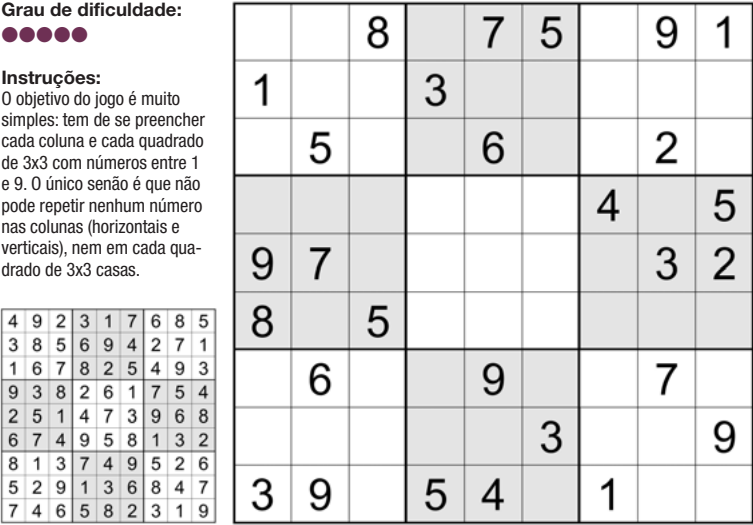 Grau de dificuldade:
Instruções:
O objetivo do jogo é muito
simples: tem de se preencher
cada coluna e cada quadrado
de 3x3 com números entre 1
e 9. O único senão é que não
pode repetir nenhum número
nas colunas (horizontais e
verticais), nem em cada qua-
drado de 3x3 casas.
4 9 2 3 1 7 6 8 5
3 8 5 6 9 4 2 7 1
1 6 7 8 2 5 4 9 3
9 3 8 2 6 1 7 5 4
2 5 1 4 7 3 9 6 8
6 7 4 9 5 8 1 3 2
8 1 3 7 4 9 5 2 6
5 2 9 1 3 6 8 4 7
7 4 6 5 8 2 3 1 9
8 7 5 9 1
1 3
5 6 2
4 5
9 7 3 2
8 5
6 9 7
3 9
3 9 5 4 1